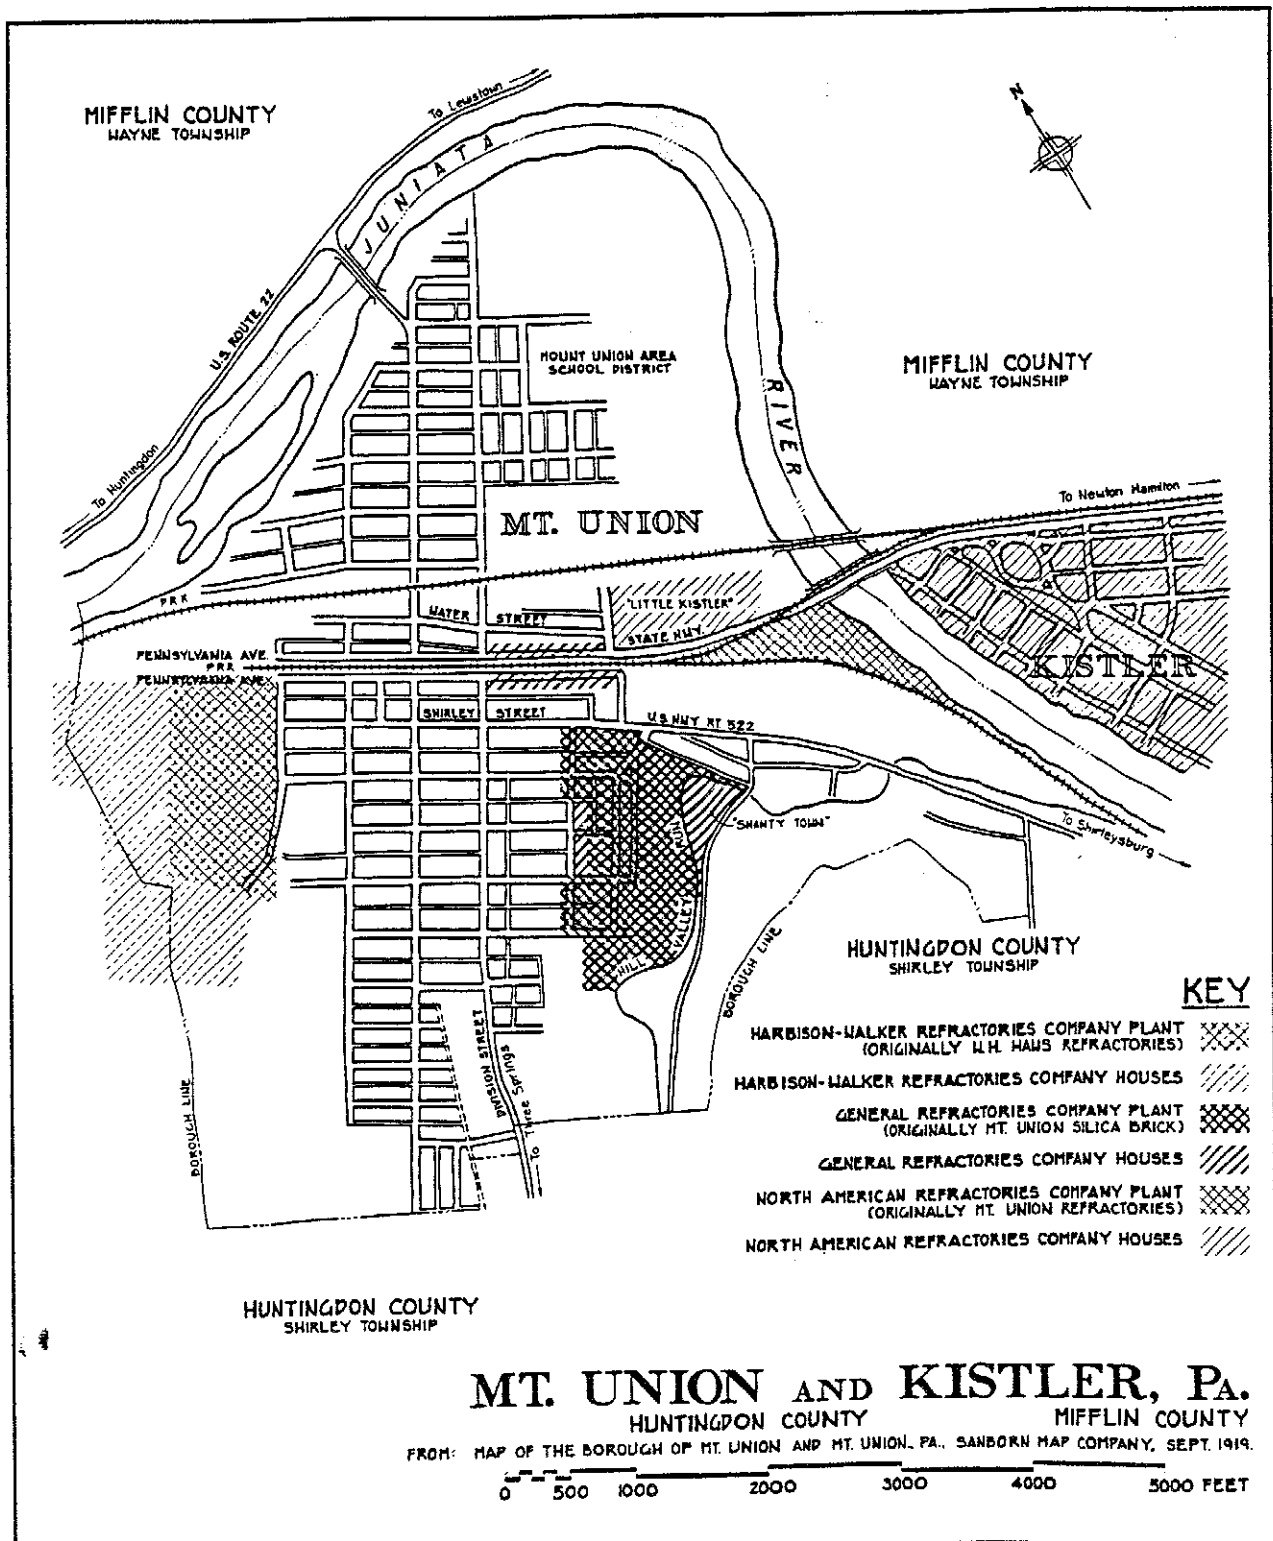 MIFFLIN COUNTY
WAYNE TOWNSHIP
To Lewistown
N
JUNIATA
U.S. ROUTE 22
MOUNT UNION AREA
SCHOOL DISTRICT
RIVER
MIFFLIN COUNTY
WAYNE TOWNSHIP
To Huntingdon
To Newton Hamilton
MT. UNION
PRR
"LITTLE KISTLER"
WATER STREET
STATE HWY.
PENNSYLVANIA AVE.
PRR
PENNSYLVANIA AVE.
KISTLER
SHIRLEY STREET
U.S. HWY RT 522
"SHANTY TOWN"
To Shirleysburg
HILL VALLEY RUN
BOROUGH LINE
HUNTINGDON COUNTY
SHIRLEY TOWNSHIP
DIVISION STREET
To Three Springs
BOROUGH LINE
KEY
HARBISON-WALKER REFRACTORIES COMPANY PLANT
(ORIGINALLY W.H. HAWS REFRACTORIES)
HARBISON-WALKER REFRACTORIES COMPANY HOUSES
GENERAL REFRACTORIES COMPANY PLANT
(ORIGINALLY MT. UNION SILICA BRICK)
GENERAL REFRACTORIES COMPANY HOUSES
NORTH AMERICAN REFRACTORIES COMPANY PLANT
(ORIGINALLY MT. UNION REFRACTORIES)
NORTH AMERICAN REFRACTORIES COMPANY HOUSES
HUNTINGDON COUNTY
SHIRLEY TOWNSHIP
MT. UNION AND KISTLER, PA.
HUNTINGDON COUNTY MIFFLIN COUNTY
FROM: MAP OF THE BOROUGH OF MT. UNION AND MT. UNION, PA., SANBORN MAP COMPANY, SEPT. 1919.
0 500 1000 2000 3000 4000 5000 FEET